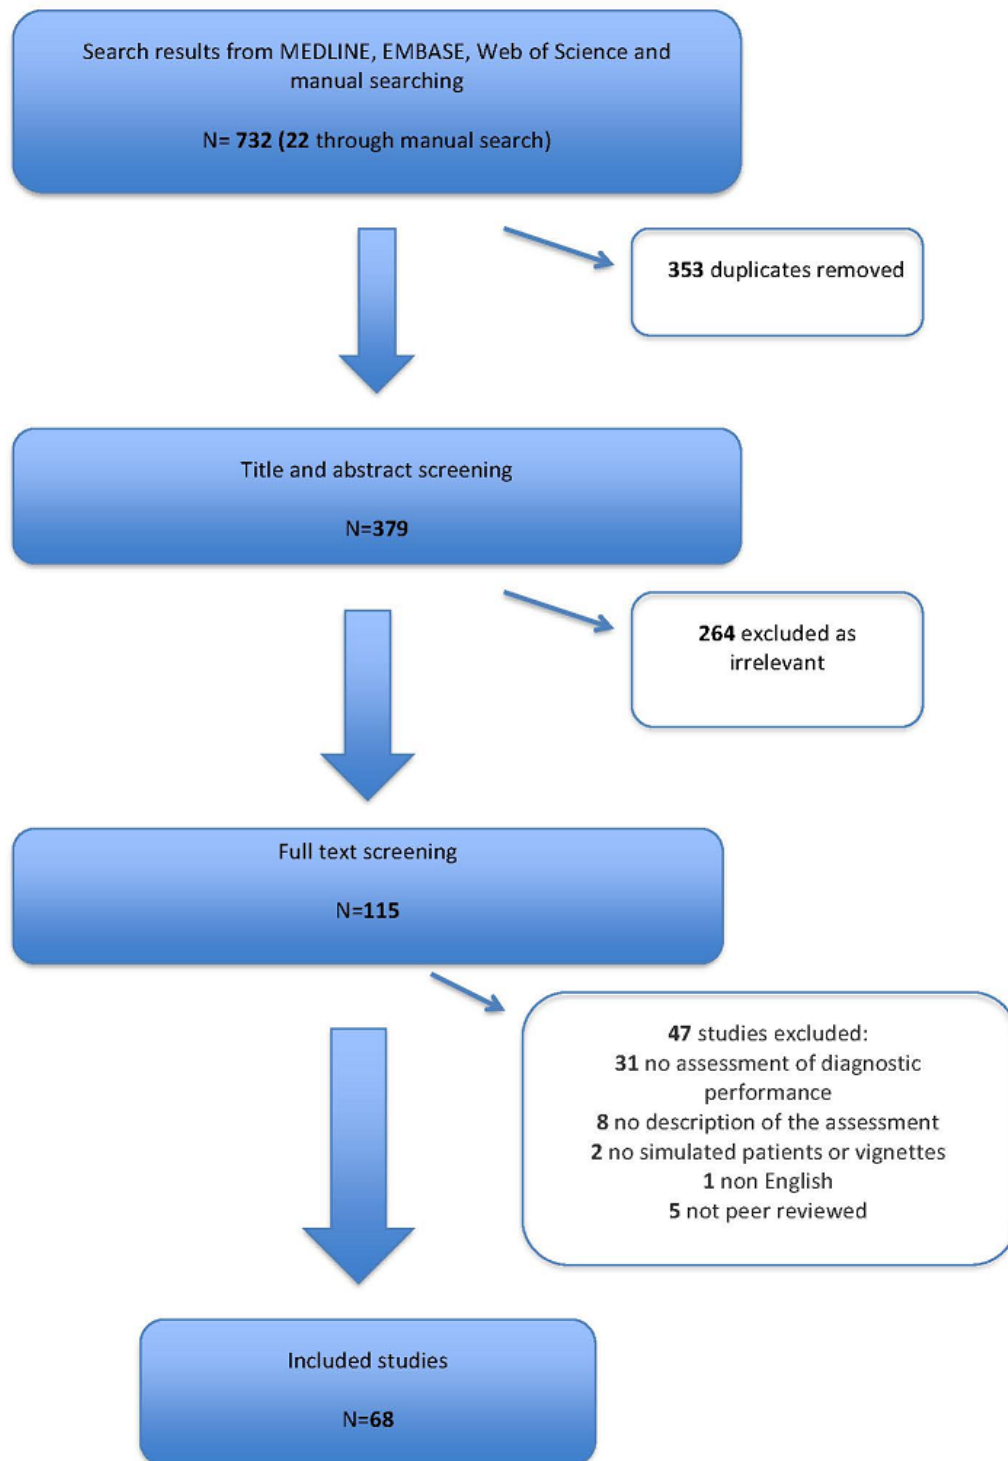 Search results from MEDLINE, EMBASE, Web of Science and
manual searching
N= 732 (22 through manual search)
353 duplicates removed
Title and abstract screening
N=379
264 excluded as
irrelevant
Full text screening
N=115
47 studies excluded:
31 no assessment of diagnostic
performance
8 no description of the assessment
2 no simulated patients or vignettes
1 non English
5 not peer reviewed
Included studies
N=68